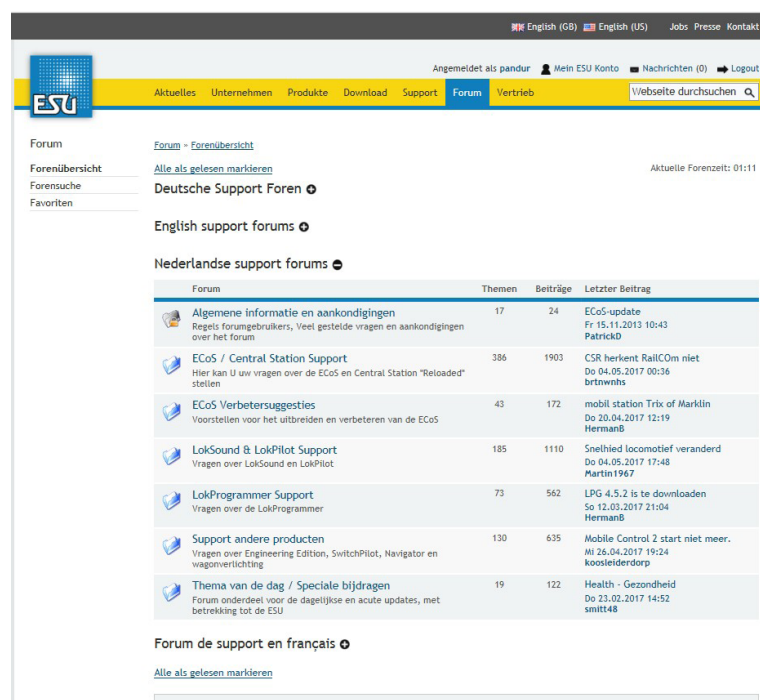 English (GB) English (US) Jobs Presse Kontakt
Angemeldet als pandur Mein ESU Konto Nachrichten (0) Logout
ESU
Aktuelles Unternehmen Produkte Download Support Forum Vertrieb Webseite durchsuchen
Forum
Forenübersicht
Forensuche
Favoriten
Forum » Forenübersicht
Alle als gelesen markieren Aktuelle Forenzeit: 01:11
Deutsche Support Foren
English support forums
Nederlandse support forums
Forum Themen Beiträge Letzter Beitrag
Algemene informatie en aankondigingen 17 24 ECoS-update
Regels forumgebruikers, Veel gestelde vragen en aankondigingen Fr 15.11.2013 10:43
over het forum PatrickD
ECoS / Central Station Support 386 1903 CSR herkent RailCOm niet
Hier kan U uw vragen over de ECoS en Central Station "Reloaded" Do 04.05.2017 00:36
stellen brtnwnhs
ECoS Verbetersuggesties 43 172 mobil station Trix of Marklin
Voorstellen voor het uitbreiden en verbeteren van de ECoS Do 20.04.2017 12:19
HermanB
LokSound & LokPilot Support 185 1110 Snelhied locomotief veranderd
Vragen over LokSound en LokPilot Do 04.05.2017 17:48
Martin1967
LokProgrammer Support 73 562 LPG 4.5.2 is te downloaden
Vragen over de LokProgrammer So 12.03.2017 21:04
HermanB
Support andere producten 130 635 Mobile Control 2 start niet meer.
Vragen over Engineering Edition, SwitchPilot, Navigator en Mi 26.04.2017 19:24
wagonverlichting koosleiderdorp
Thema van de dag / Speciale bijdragen 19 122 Health - Gezondheid
Forum onderdeel voor de dagelijkse en acute updates, met Do 23.02.2017 14:52
betrekking tot de ESU smitt48
Forum de support en français
Alle als gelesen markieren